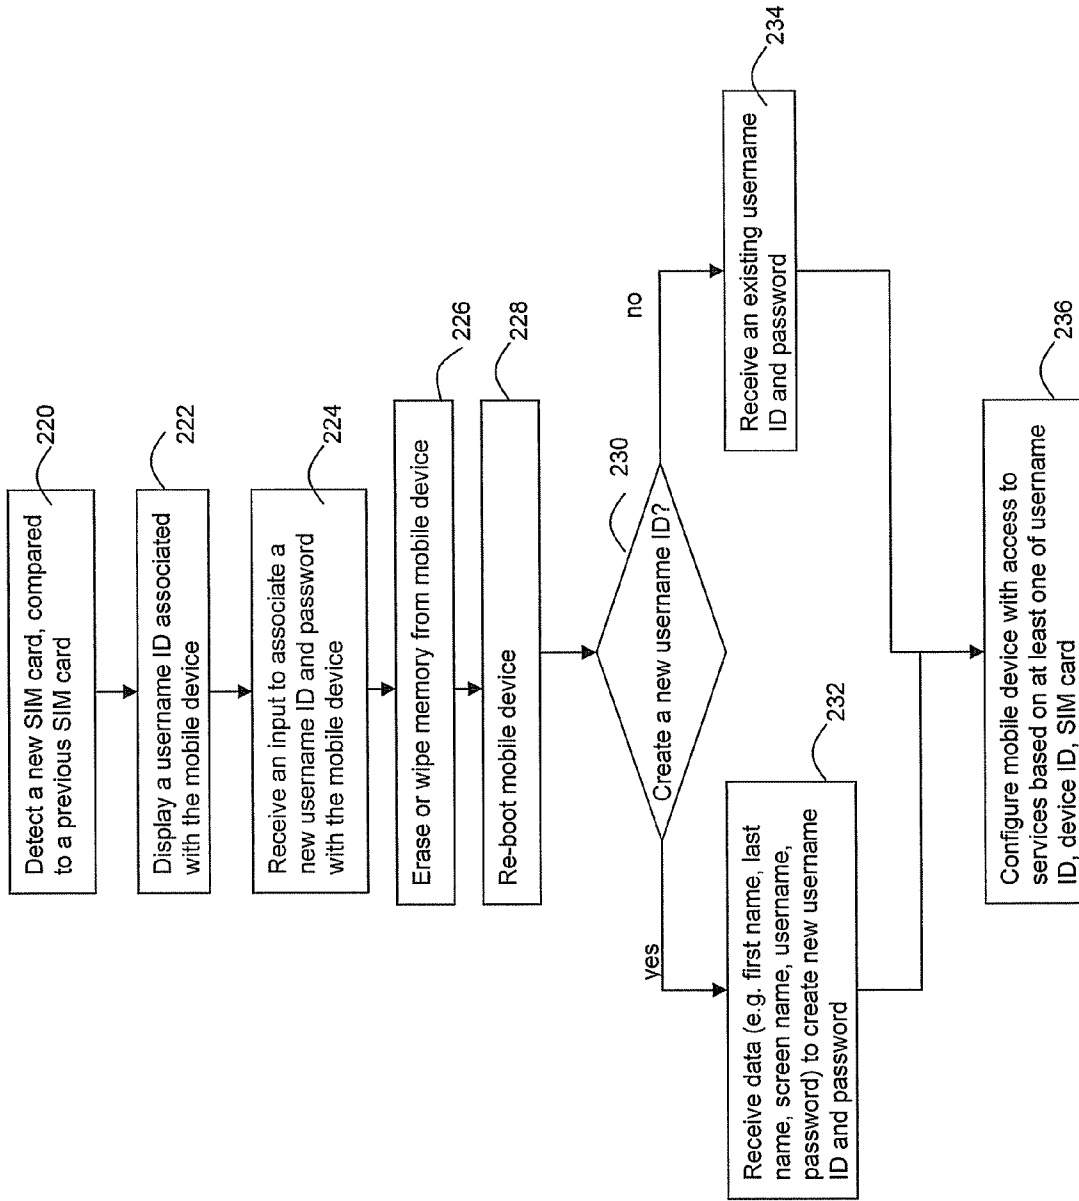 Detect a new SIM card, compared
to a previous SIM card
220
Display a username ID associated
with the mobile device
222
Receive an input to associate a
new username ID and password
with the mobile device
224
Erase or wipe memory from mobile device
226
Re-boot mobile device
228
Create a new username ID?
230
yes
no
Receive data (e.g. first name, last
name, screen name, username,
password) to create new username
ID and password
232
Receive an existing username
ID and password
234
Configure mobile device with access to
services based on at least one of username
ID, device ID, SIM card
236